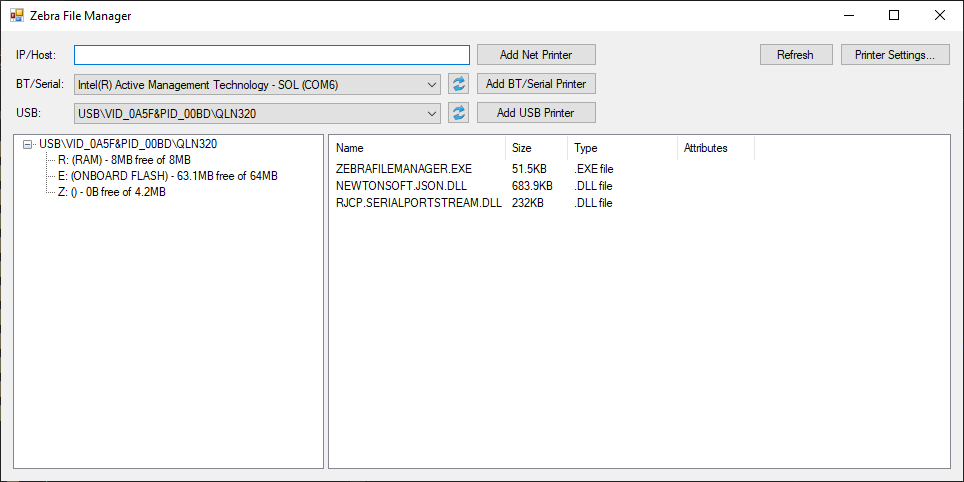 Zebra File Manager
IP/Host: Add Net Printer Refresh Printer Settings...
BT/Serial: Intel(R) Active Management Technology - SOL (COM6) Add BT/Serial Printer
USB: USB\VID_0A5F&PID_00BD\QLN320 Add USB Printer
USB\VID_0A5F&PID_00BD\QLN320
R: (RAM) - 8MB free of 8MB
E: (ONBOARD FLASH) - 63.1MB free of 64MB
Z: () - 0B free of 4.2MB
Name Size Type Attributes
ZEBRAFILEMANAGER.EXE 51.5KB .EXE file
NEWTONSOFT.JSON.DLL 683.9KB .DLL file
RJCP.SERIALPORTSTREAM.DLL 232KB .DLL file